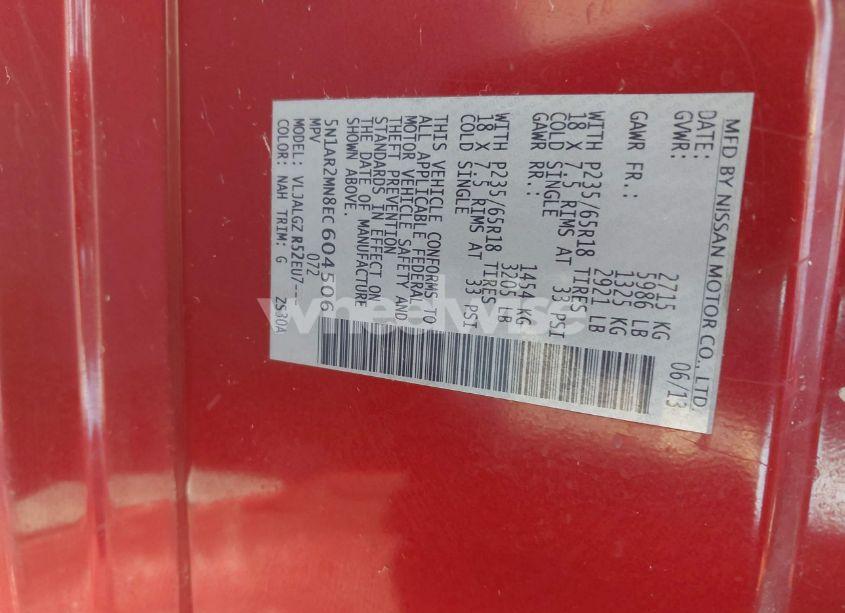 MFD BY NISSAN MOTOR CO., LTD.
DATE: 06/13
GVWR: 2715 KG
5986 LB
GAWR FR.: 1325 KG
2921 LB
WITH P235/65R18 TIRES
18 X 7.5 RIMS AT 33 PSI
COLD SINGLE
GAWR RR.: 1454 KG
3205 LB
WITH P235/65R18 TIRES
18 X 7.5 RIMS AT 33 PSI
COLD SINGLE
THIS VEHICLE CONFORMS TO
ALL APPLICABLE FEDERAL
MOTOR VEHICLE SAFETY AND
THEFT PREVENTION
STANDARDS IN EFFECT ON
THE DATE OF MANUFACTURE
SHOWN ABOVE.
5N1AR2MN8EC604506
MPV 072
MODEL: VLJALGZ R52EU7---
COLOR: NAH TRIM: G 2S30A
wheelwise